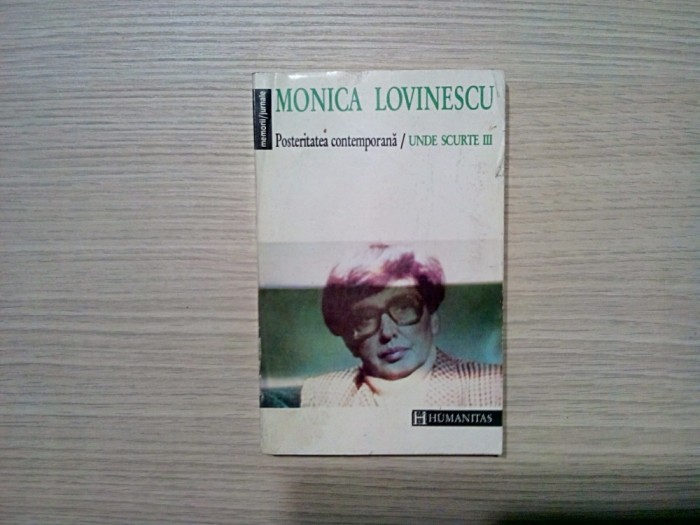 memorii/jurnale
MONICA LOVINESCU
Posteritatea contemporană / UNDE SCURTE III
H HUMANITAS